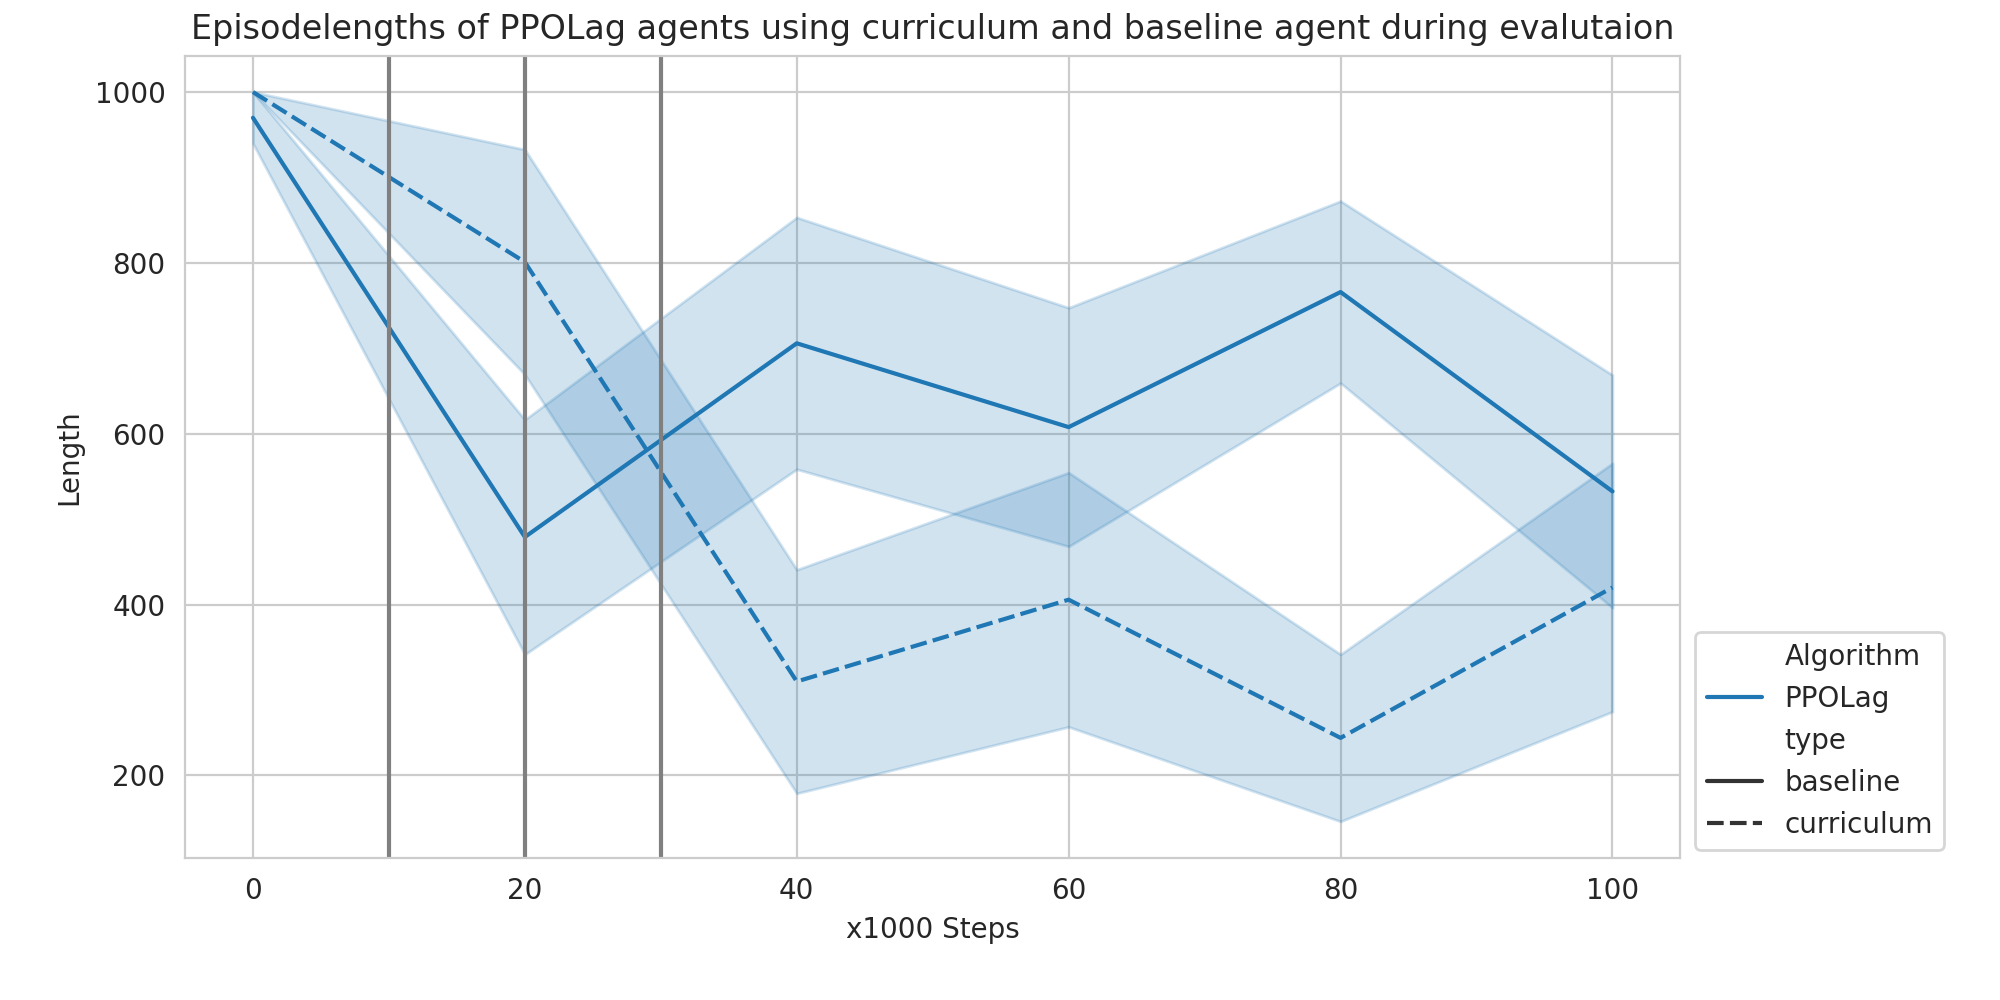 Episodelengths of PPOLag agents using curriculum and baseline agent during evalutaion
1000
800
600
400
200
Length
0 20 40 60 80 100
x1000 Steps
Algorithm
PPOLag
type
baseline
curriculum